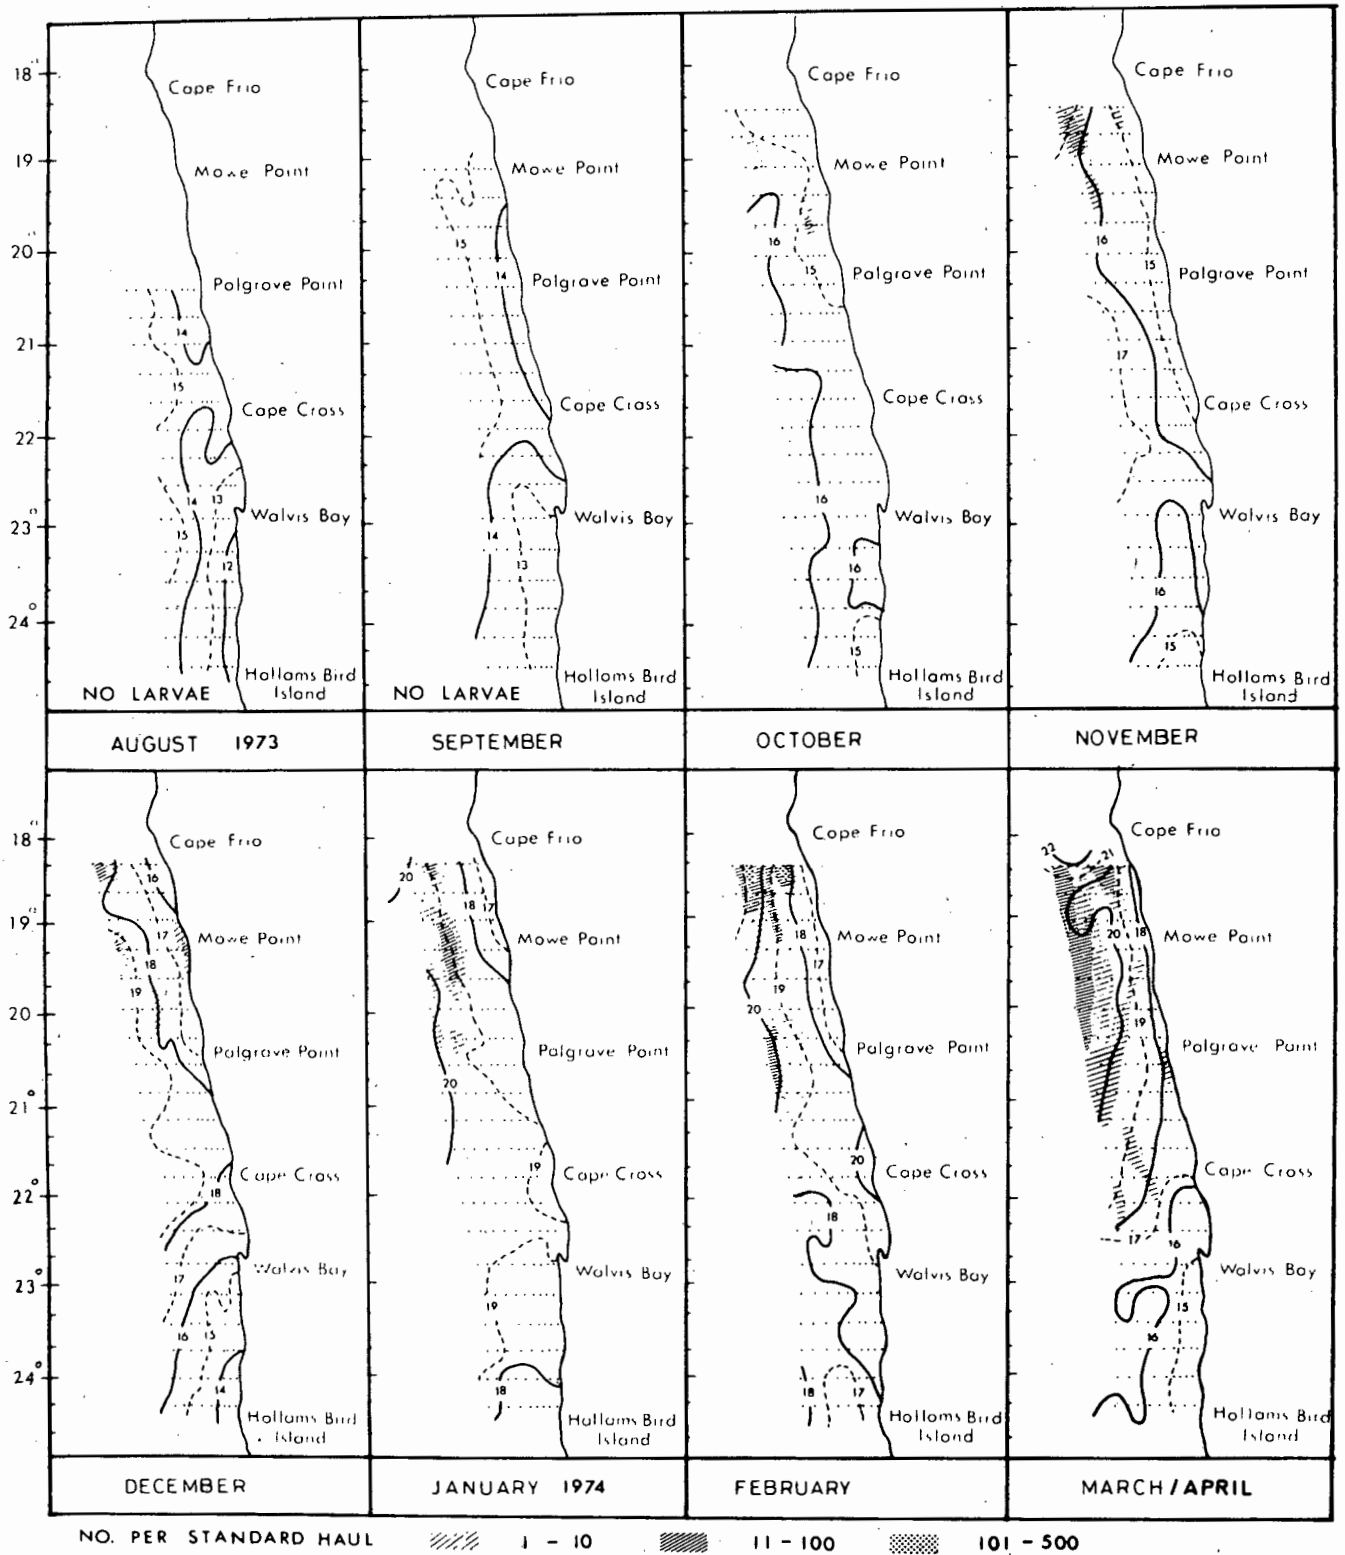 18°
19°
20°
21°
22°
23°
24°
Cape Frio
Mowe Point
Palgrave Point
Cape Cross
Walvis Bay
Hollams Bird
Island
14
15
14
13
15
12
NO LARVAE
AUGUST 1973
Cape Frio
Mowe Point
Palgrave Point
Cape Cross
Walvis Bay
Hollams Bird
Island
15
14
14
13
NO LARVAE
SEPTEMBER
Cape Frio
Mowe Point
Palgrave Point
Cape Cross
Walvis Bay
Hollams Bird
Island
16
15
16
16
15
OCTOBER
Cape Frio
Mowe Point
Palgrave Point
Cape Cross
Walvis Bay
Hollams Bird
Island
16
15
17
16
15
NOVEMBER
18°
19°
20
21°
22°
23°
24°
Cape Frio
Mowe Point
Palgrave Point
Cape Cross
Walvis Bay
Hollams Bird
Island
16
17
18
19
18
17
16
15
14
DECEMBER
Cape Frio
Mowe Point
Palgrave Point
Cape Cross
Walvis Bay
Hollams Bird
Island
20
18
17
20
19
19
18
JANUARY 1974
Cape Frio
Mowe Point
Palgrave Point
Cape Cross
Walvis Bay
Hollams Bird
Island
18
17
19
20
20
18
18
17
FEBRUARY
Cape Frio
Mowe Point
Palgrave Point
Cape Cross
Walvis Bay
Hollams Bird
Island
22
21
20
18
19
17
16
15
16
MARCH/APRIL
NO. PER STANDARD HAUL 1 - 10 11 - 100 101 - 500